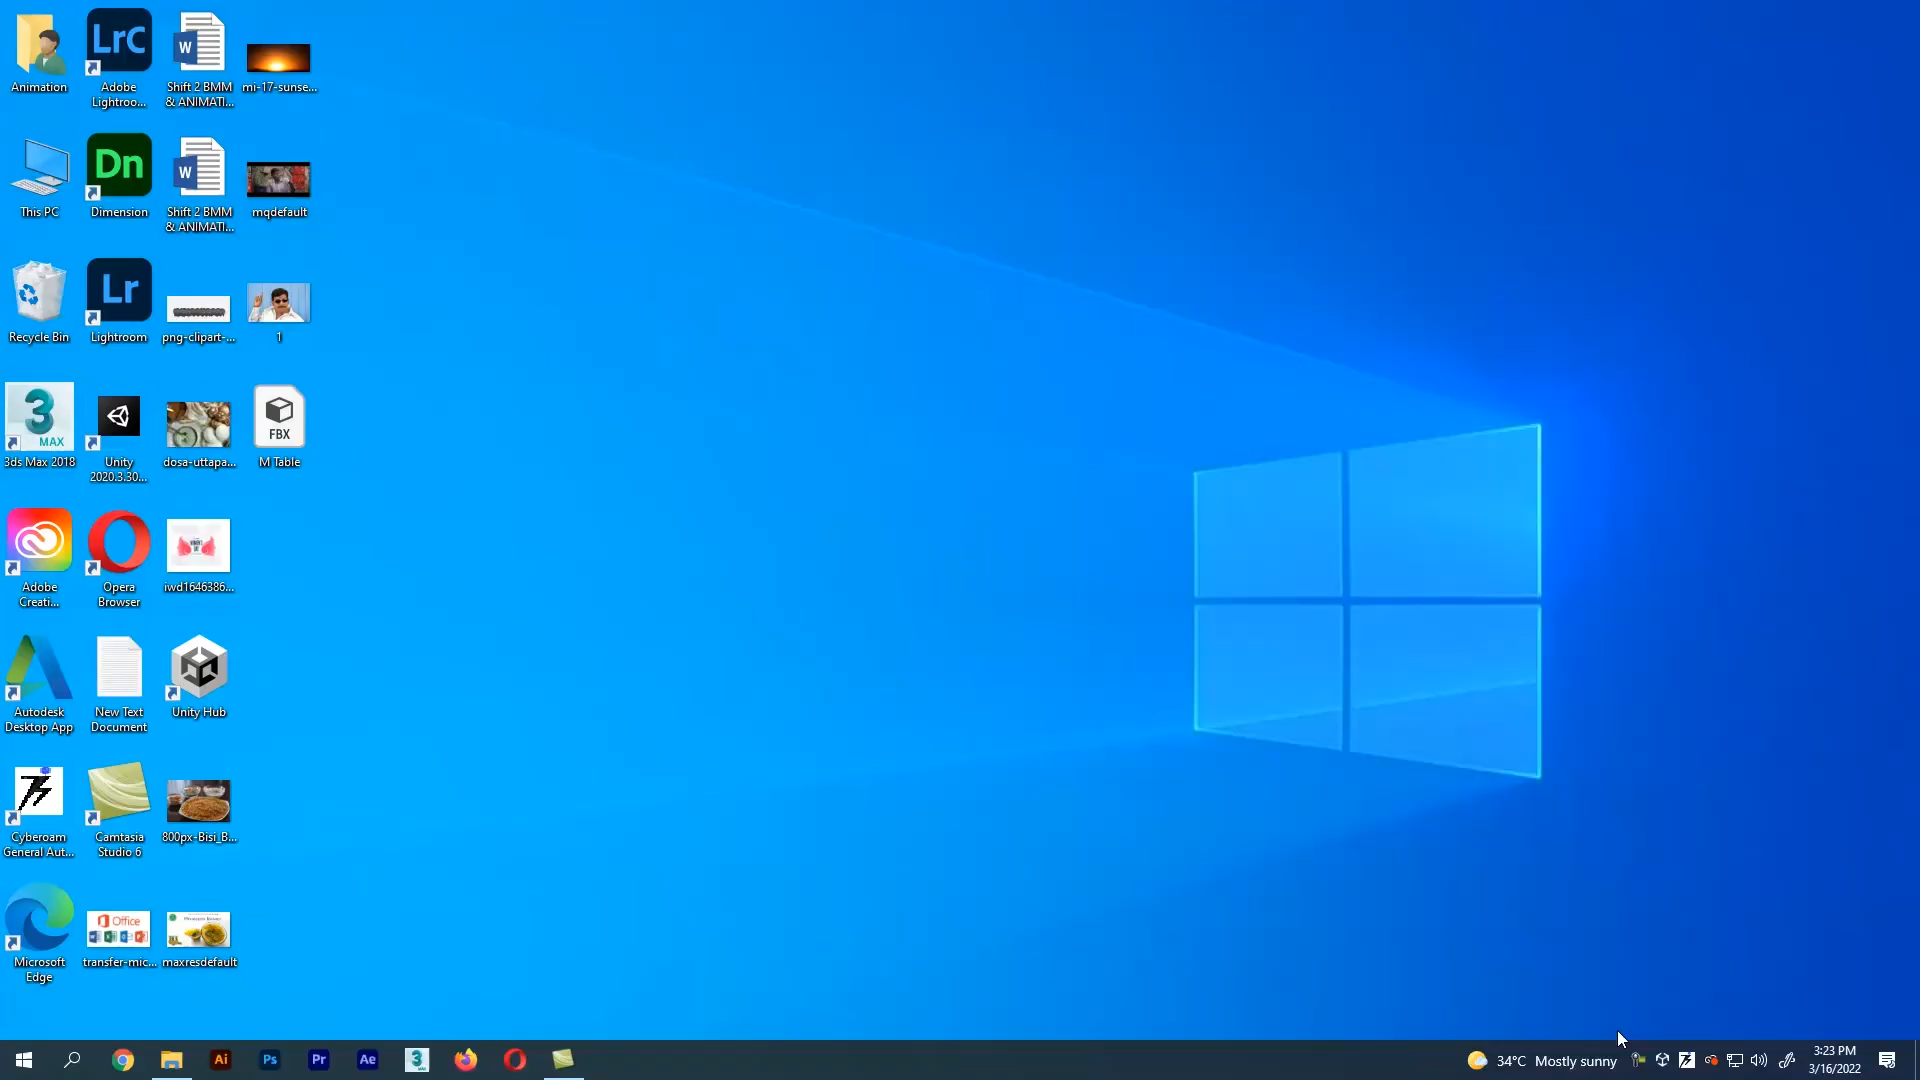 Animation
LrC
Adobe
Lightroo...
W
Shift 2 BMM
& ANIMATI...
mi-17-sunse...
This PC
Dn
Dimension
W
Shift 2 BMM
& ANIMATI...
mqdefault
Recycle Bin
Lr
Lightroom
png-clipart-...
1
3
MAX
3ds Max 2018
Unity
2020.3.30...
dosa-uttapa...
FBX
M Table
Adobe
Creati...
Opera
Browser
iwd1646386...
Autodesk
Desktop App
New Text
Document
Unity Hub
Cyberoam
General Aut...
Camtasia
Studio 6
800px-Bisi_B...
Microsoft
Edge
Office
transfer-mic...
maxresdefault
Ai
Ps
Pr
Ae
3
34°C Mostly sunny
3:23 PM
3/16/2022